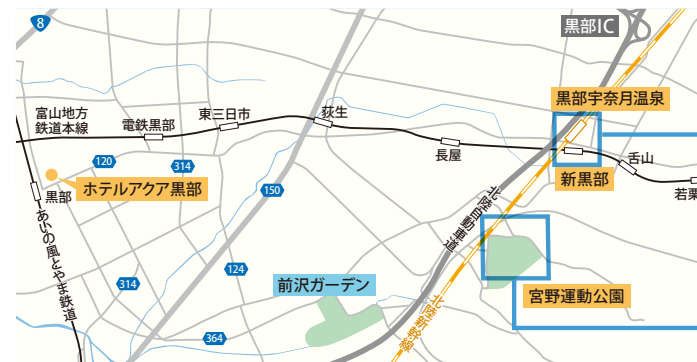 8
黒部IC
黒部宇奈月温泉
富山地方
鉄道本線
電鉄黒部
東三日市
荻生
長屋
新黒部
舌山
若栗
120
314
150
黒部
ホテルアクア黒部
あいの風とやま鉄道
北陸自動車道
314
124
前沢ガーデン
北陸新幹線
宮野運動公園
364